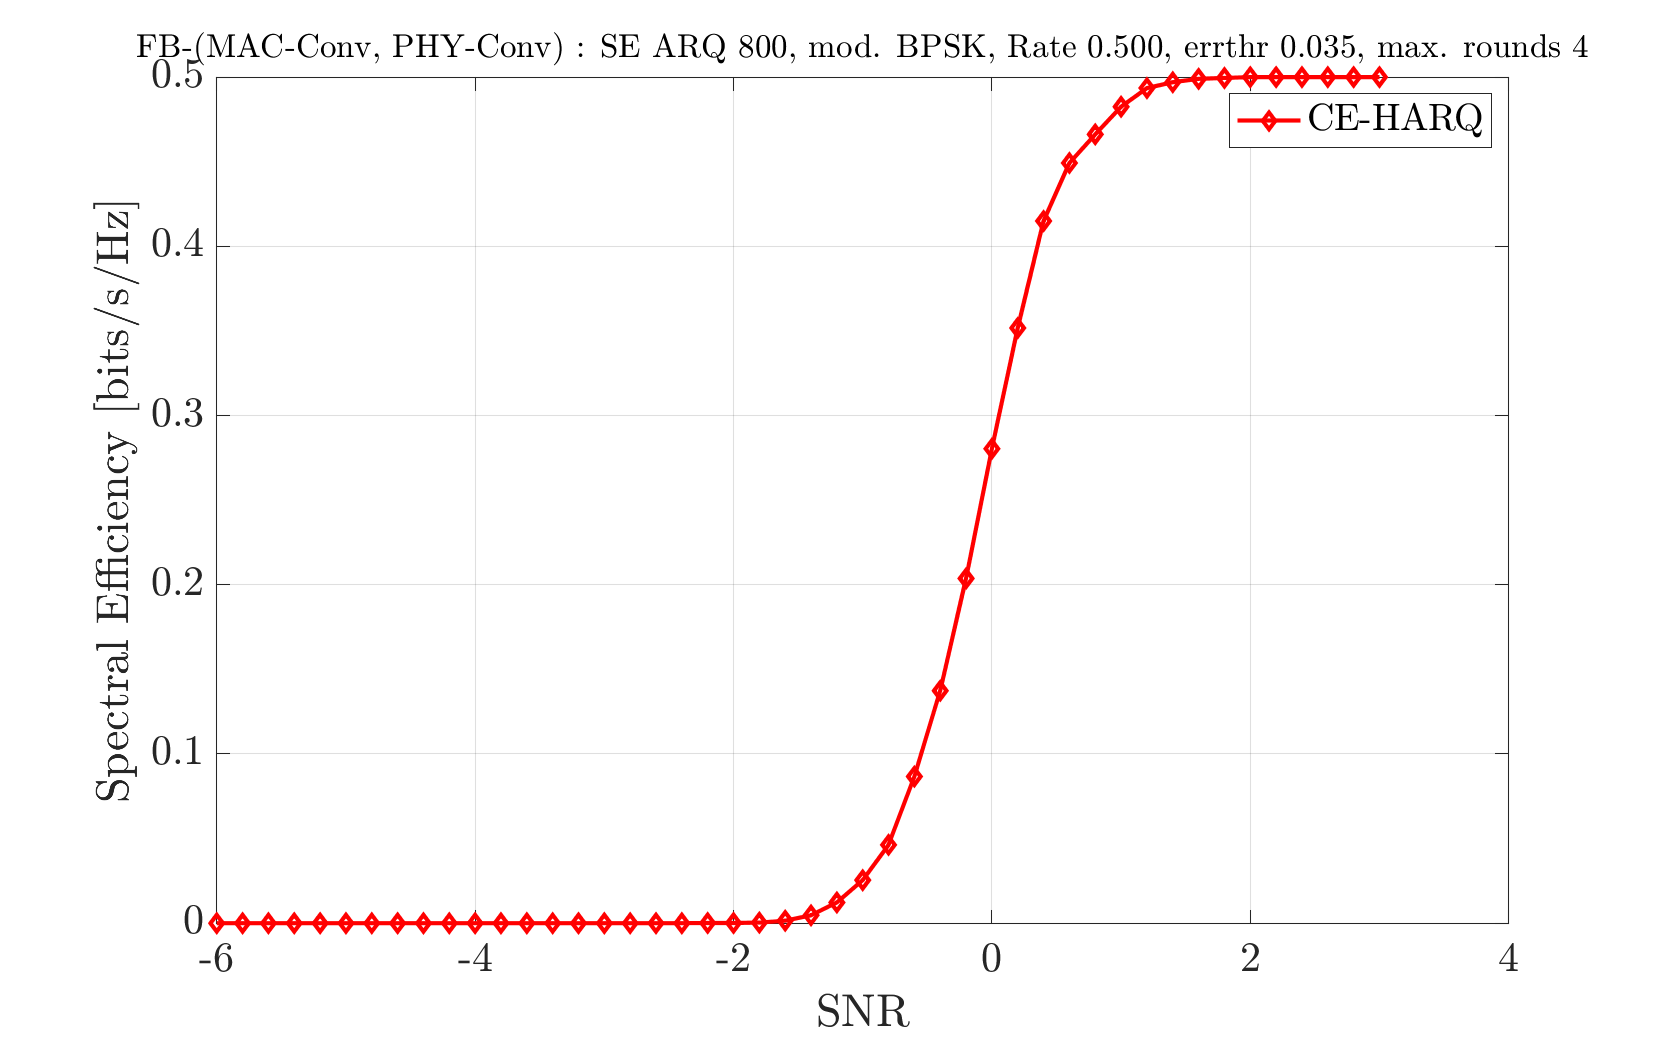 FB-(MAC-Conv, PHY-Conv) : SE ARQ 800, mod. BPSK, Rate 0.500, errthr 0.035, max. rounds 4
0.5
CE-HARQ
0.4
0.3
0.2
0.1
0
Spectral Efficiency [bits/s/Hz]
-6 -4 -2 0 2 4
SNR